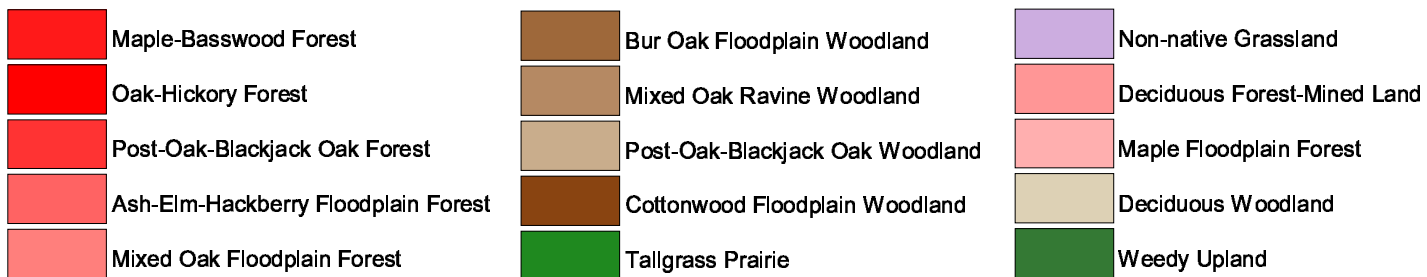 Maple-Basswood Forest
Oak-Hickory Forest
Post-Oak-Blackjack Oak Forest
Ash-Elm-Hackberry Floodplain Forest
Mixed Oak Floodplain Forest
Bur Oak Floodplain Woodland
Mixed Oak Ravine Woodland
Post-Oak-Blackjack Oak Woodland
Cottonwood Floodplain Woodland
Tallgrass Prairie
Non-native Grassland
Deciduous Forest-Mined Land
Maple Floodplain Forest
Deciduous Woodland
Weedy Upland